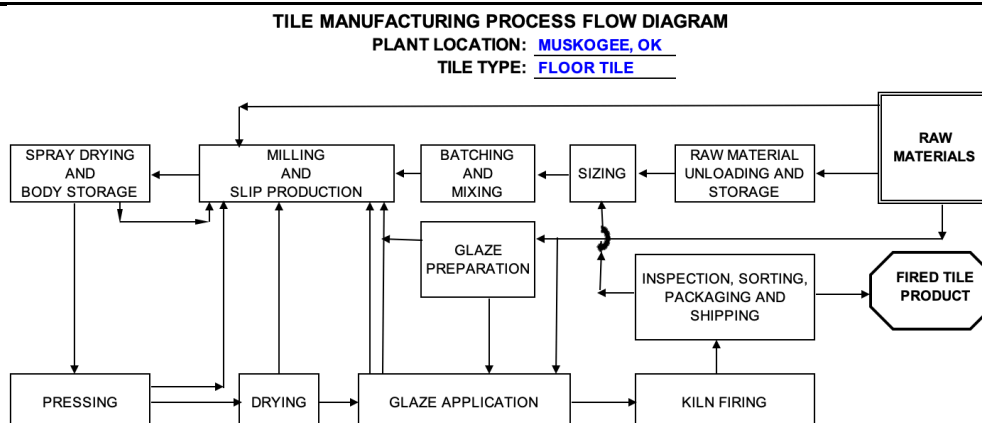 TILE MANUFACTURING PROCESS FLOW DIAGRAM
PLANT LOCATION: MUSKOGEE, OK
TILE TYPE: FLOOR TILE
RAW
MATERIALS
SPRAY DRYING
AND
BODY STORAGE
MILLING
AND
SLIP PRODUCTION
BATCHING
AND
MIXING
SIZING
RAW MATERIAL
UNLOADING AND
STORAGE
GLAZE
PREPARATION
INSPECTION, SORTING,
PACKAGING AND
SHIPPING
FIRED TILE
PRODUCT
PRESSING
DRYING
GLAZE APPLICATION
KILN FIRING